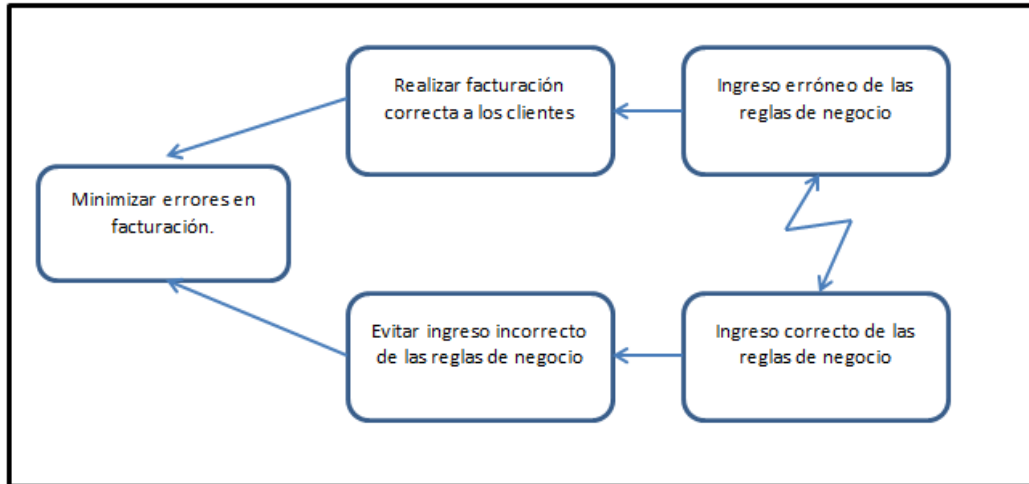 Realizar facturación
correcta a los clientes
Ingreso erróneo de las
reglas de negocio
Minimizar errores en
facturación.
Evitar ingreso incorrecto
de las reglas de negocio
Ingreso correcto de las
reglas de negocio